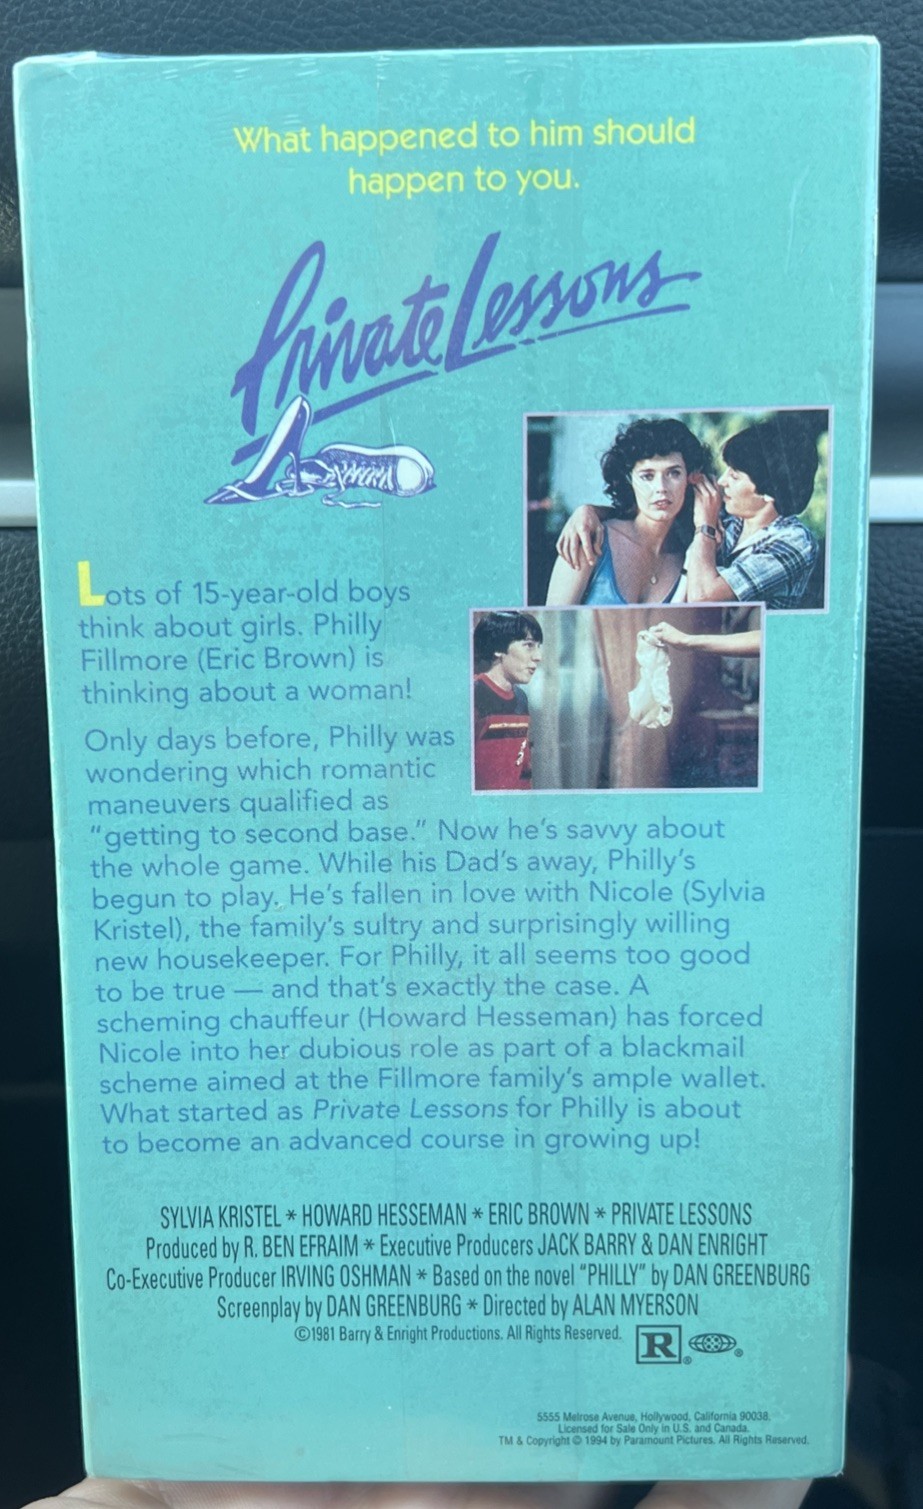 What happened to him should
happen to you.
Private Lessons
Lots of 15-year-old boys
think about girls. Philly
Fillmore (Eric Brown) is
thinking about a woman!
Only days before, Philly was
wondering which romantic
maneuvers qualified as
"getting to second base." Now he's savvy about
the whole game. While his Dad's away, Philly's
begun to play. He's fallen in love with Nicole (Sylvia
Kristel), the family's sultry and surprisingly willing
new housekeeper. For Philly, it all seems too good
to be true — and that's exactly the case. A
scheming chauffeur (Howard Hesseman) has forced
Nicole into her dubious role as part of a blackmail
scheme aimed at the Fillmore family's ample wallet.
What started as Private Lessons for Philly is about
to become an advanced course in growing up!
SYLVIA KRISTEL * HOWARD HESSEMAN * ERIC BROWN * PRIVATE LESSONS
Produced by R. BEN EFRAIM * Executive Producers JACK BARRY & DAN ENRIGHT
Co-Executive Producer IRVING OSHMAN * Based on the novel "PHILLY" by DAN GREENBURG
Screenplay by DAN GREENBURG * Directed by ALAN MYERSON
©1981 Barry & Enright Productions. All Rights Reserved.
R ®
®
5555 Melrose Avenue, Hollywood, California 90038.
Licensed for Sale Only in U.S. and Canada.
TM & Copyright © 1994 by Paramount Pictures. All Rights Reserved.